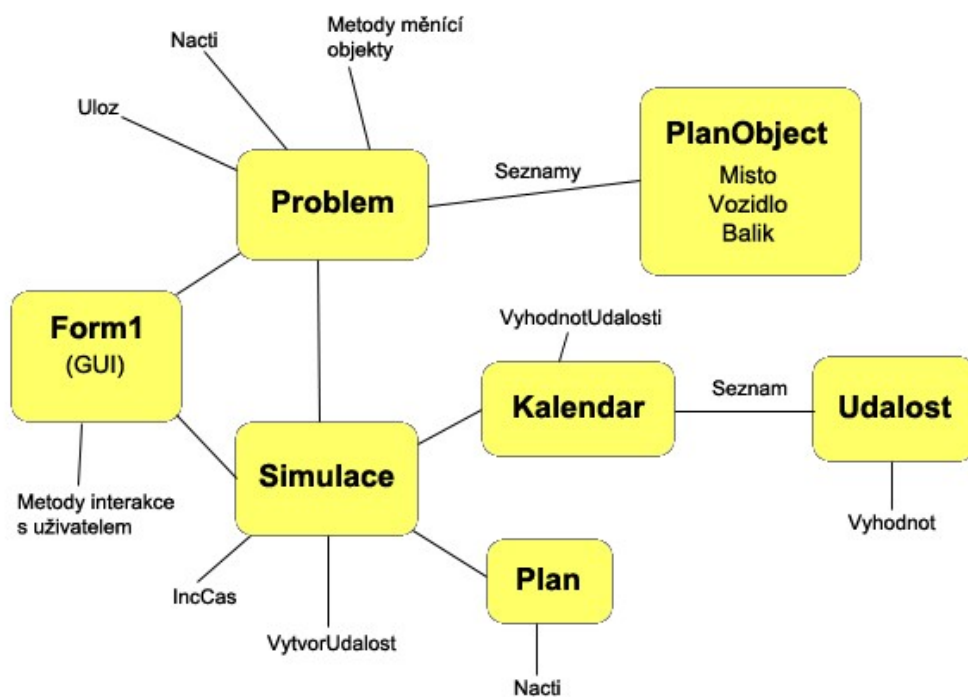 Metody měnící
objekty
Nacti
Uloz
Problem
Seznamy
PlanObject
Misto
Vozidlo
Balik
Form1
(GUI)
VyhodnotUdalosti
Kalendar
Seznam
Udalost
Simulace
Metody interakce
s uživatelem
Vyhodnot
IncCas
VytvorUdalost
Plan
Nacti